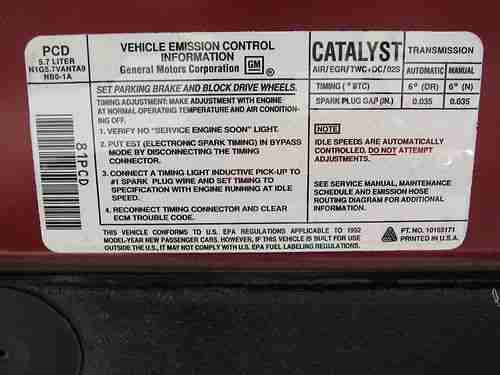 PCD
5.7 LITER
N1G5.7VANTA9
NB0-1A
81PCD
VEHICLE EMISSION CONTROL
INFORMATION
General Motors Corporation GM ®
SET PARKING BRAKE AND BLOCK DRIVE WHEELS.
TIMING ADJUSTMENT: MAKE ADJUSTMENT WITH ENGINE
AT NORMAL OPERATING TEMPERATURE AND AIR CONDITION-
ING OFF.
1. VERIFY NO "SERVICE ENGINE SOON" LIGHT.
2. PUT EST (ELECTRONIC SPARK TIMING) IN BYPASS
MODE BY DISCONNECTING THE TIMING
CONNECTOR.
3. CONNECT A TIMING LIGHT INDUCTIVE PICK-UP TO
#1 SPARK PLUG WIRE AND SET TIMING TO
SPECIFICATION WITH ENGINE RUNNING AT IDLE
SPEED.
4. RECONNECT TIMING CONNECTOR AND CLEAR
ECM TROUBLE CODE.
CATALYST
AIR/EGR/TWC+OC/O2S
TRANSMISSION
AUTOMATIC MANUAL
TIMING (°BTC) 6° (DR) 6° (N)
SPARK PLUG GAP (IN.) 0.035 0.035
NOTE
IDLE SPEEDS ARE AUTOMATICALLY
CONTROLLED. DO NOT ATTEMPT
ADJUSTMENTS.
SEE SERVICE MANUAL, MAINTENANCE
SCHEDULE AND EMISSION HOSE
ROUTING DIAGRAM FOR ADDITIONAL
INFORMATION.
THIS VEHICLE CONFORMS TO U.S. EPA REGULATIONS APPLICABLE TO 1992
MODEL-YEAR NEW PASSENGER CARS. HOWEVER, IF THIS VEHICLE IS BUILT FOR USE
OUTSIDE THE U.S., IT MAY NOT COMPLY WITH U.S. EPA FUEL LABELING REGULATIONS.
PT. NO. 10153171
PRINTED IN U.S.A.